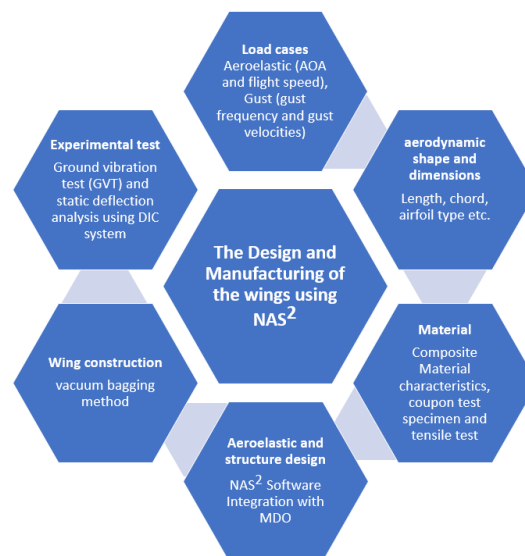 Load cases
Aeroelastic (AOA
and flight speed),
Gust (gust
frequency and gust
velocities)
aerodynamic
shape and
dimensions
Length, chord,
airfoil type etc.
Material
Composite
Material
characteristics,
coupon test
specimen and
tensile test
Aeroelastic and
structure design
NAS² Software
Integration with
MDO
Wing construction
vacuum bagging
method
Experimental test
Ground vibration
test (GVT) and
static deflection
analysis using DIC
system
The Design and
Manufacturing of
the wings using
NAS²